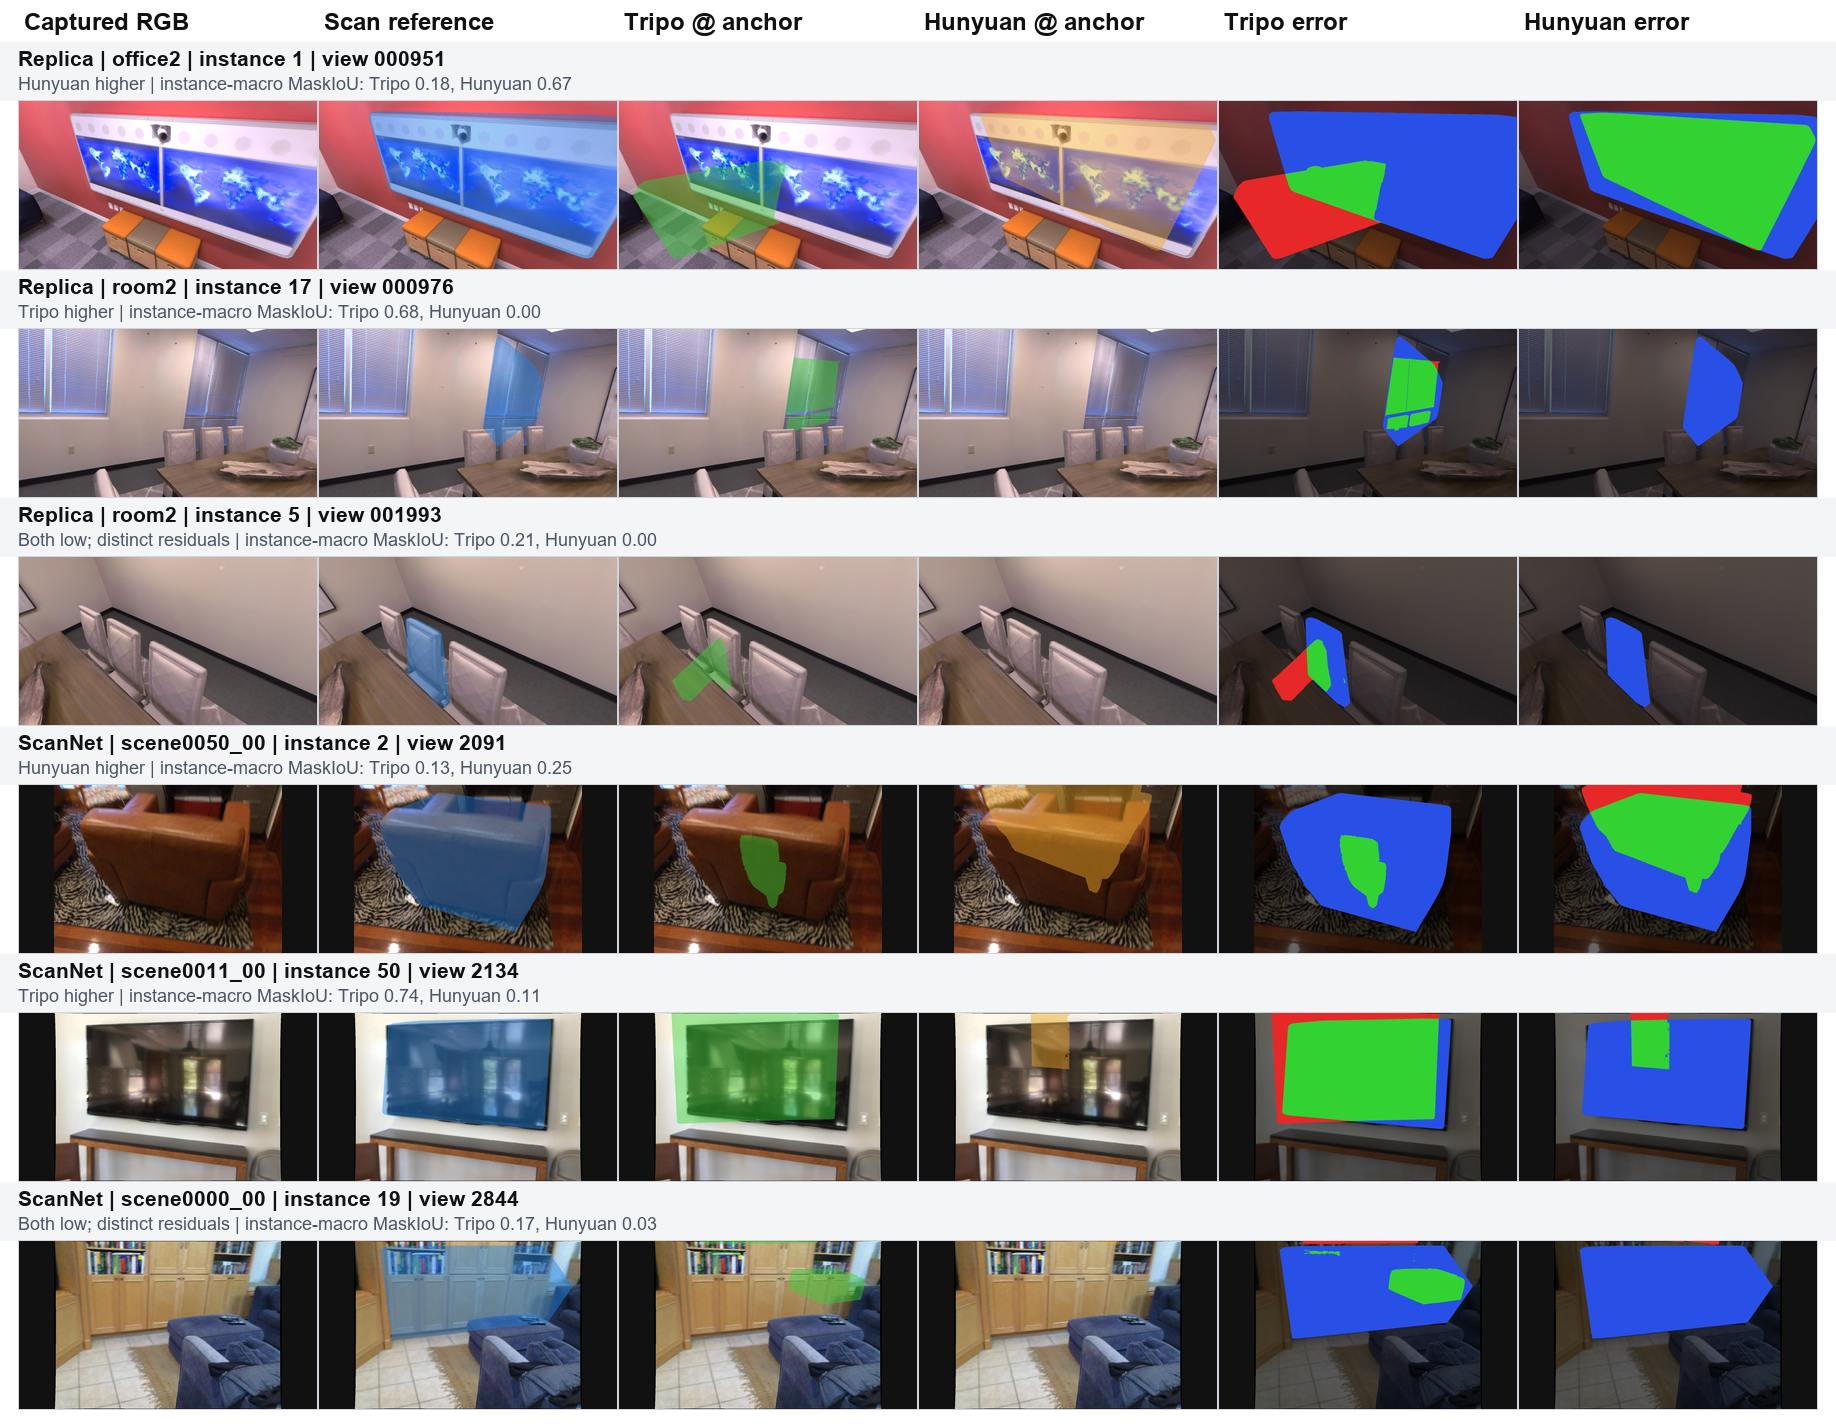 Captured RGB Scan reference Tripo @ anchor Hunyuan @ anchor Tripo error Hunyuan error
Replica | office2 | instance 1 | view 000951
Hunyuan higher | instance-macro MaskIoU: Tripo 0.18, Hunyuan 0.67
Replica | room2 | instance 17 | view 000976
Tripo higher | instance-macro MaskIoU: Tripo 0.68, Hunyuan 0.00
Replica | room2 | instance 5 | view 001993
Both low; distinct residuals | instance-macro MaskIoU: Tripo 0.21, Hunyuan 0.00
ScanNet | scene0050_00 | instance 2 | view 2091
Hunyuan higher | instance-macro MaskIoU: Tripo 0.13, Hunyuan 0.25
ScanNet | scene0011_00 | instance 50 | view 2134
Tripo higher | instance-macro MaskIoU: Tripo 0.74, Hunyuan 0.11
ScanNet | scene0000_00 | instance 19 | view 2844
Both low; distinct residuals | instance-macro MaskIoU: Tripo 0.17, Hunyuan 0.03